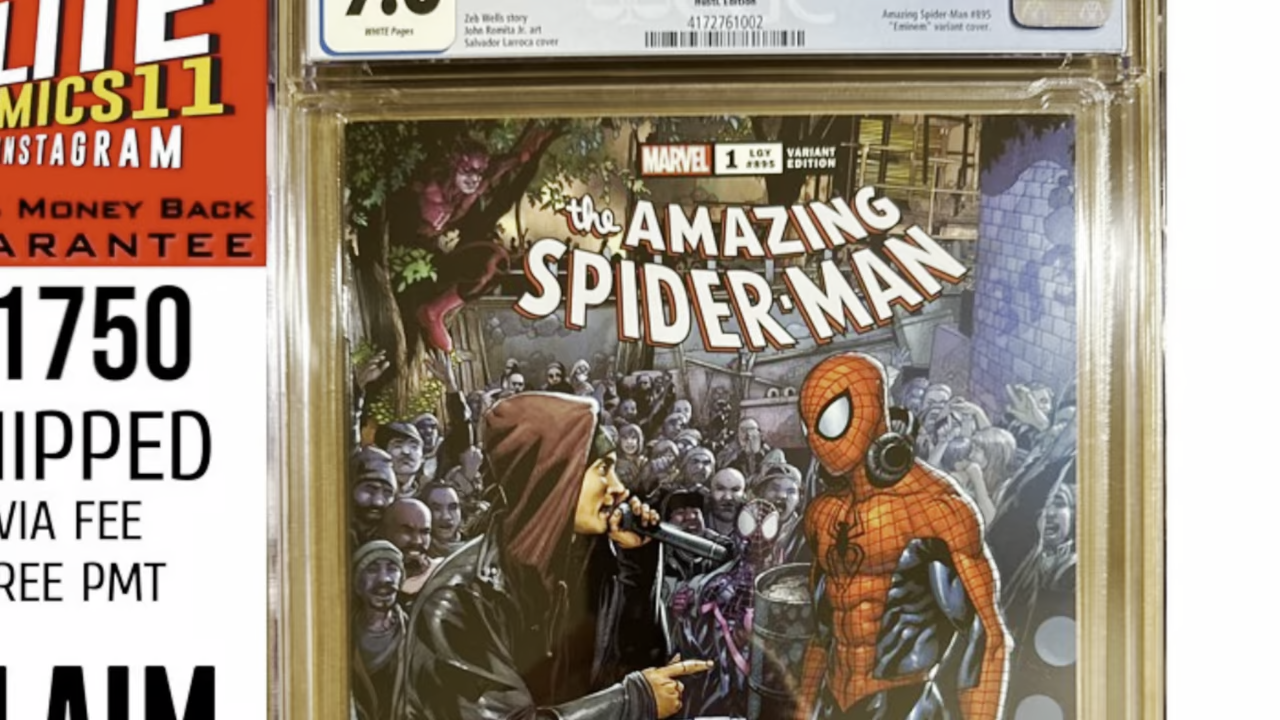 MICS11
NSTAGRAM
MONEY BACK
ARANTEE
1750
HIPPED
VIA FEE
REE PMT
LAIM
WHITE Pages
Zeb Wells story
John Romita Jr. art
Salvador Larroca cover
Edition
4172761002
Amazing Spider-Man #895
"Eminem" variant cover.
MARVEL 1 LGY #895 VARIANT EDITION
the AMAZING
SPIDER-MAN